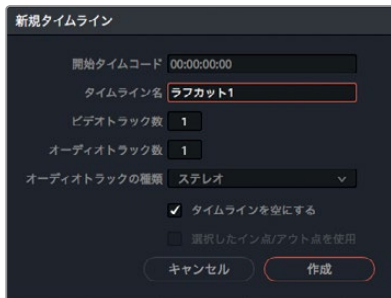 新規タイムライン
開始タイムコード 00:00:00:00
タイムライン名 ラフカット1
ビデオトラック数 1
オーディオトラック数 1
オーディオトラックの種類 ステレオ
タイムラインを空にする
選択したイン点/アウト点を使用
キャンセル 作成